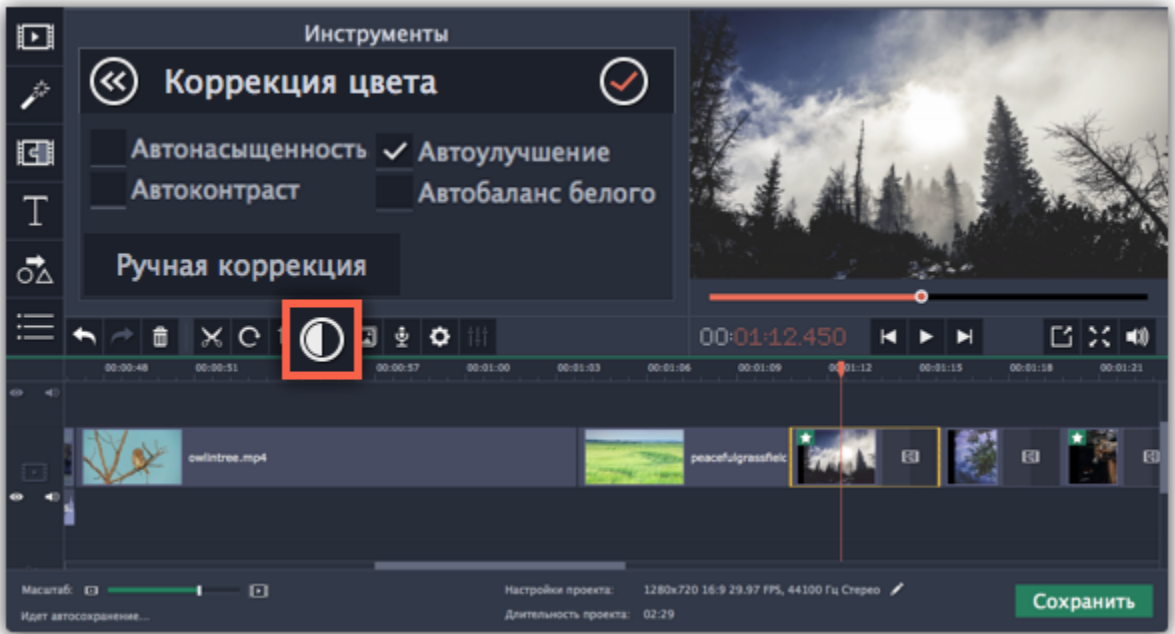 Инструменты
Коррекция цвета
Автонасыщенность Автоулучшение
Автоконтраст Автобаланс белого
Ручная коррекция
T
00:01:12.450
00:00:48 00:00:51 00:00:57 00:01:00 00:01:03 00:01:06 00:01:09 00:01:12 00:01:15 00:01:18 00:01:21
owlintree.mp4 peacefulgrassfield
Масштаб: Настройки проекта: 1280x720 16:9 29.97 FPS, 44100 Гц Стерео
Сохранить
Идет автосохранение... Длительность проекта: 02:29